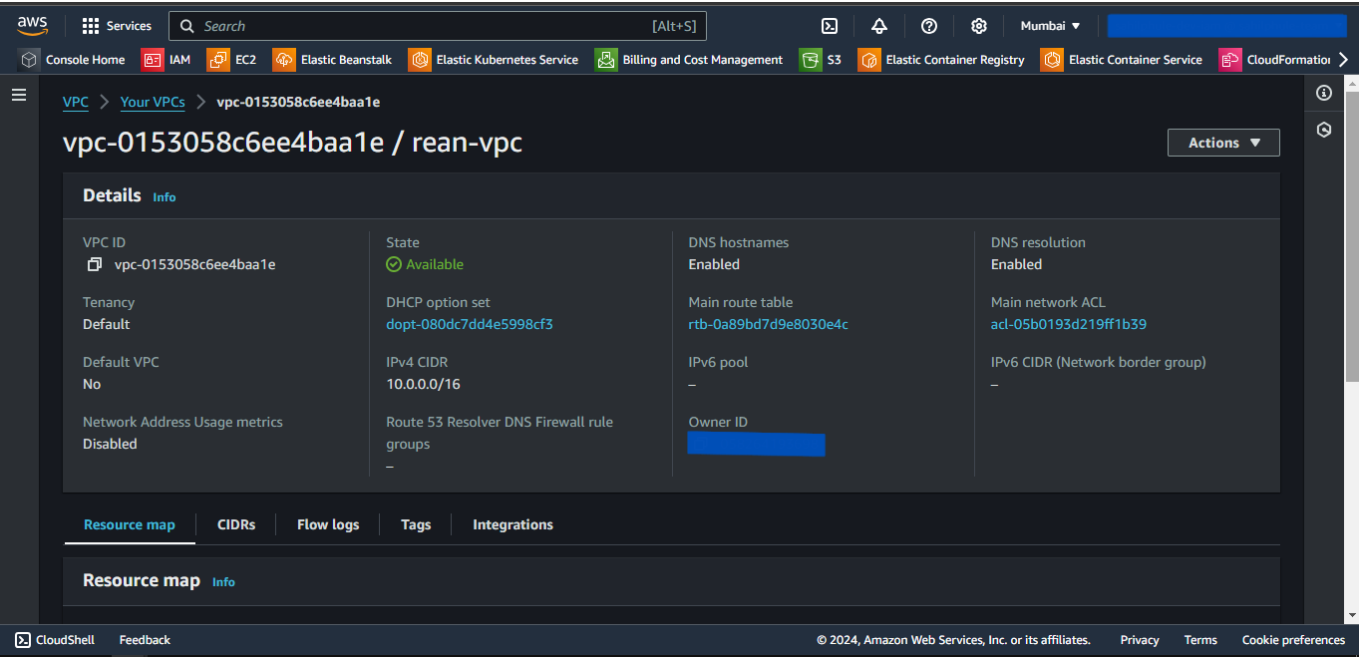 aws Services Search [Alt+S] Mumbai
Console Home IAM EC2 Elastic Beanstalk Elastic Kubernetes Service Billing and Cost Management S3 Elastic Container Registry Elastic Container Service CloudFormation
VPC > Your VPCs > vpc-0153058c6ee4baa1e
vpc-0153058c6ee4baa1e / rean-vpc
Actions
Details Info
VPC ID State DNS hostnames DNS resolution
vpc-0153058c6ee4baa1e Available Enabled Enabled
Tenancy DHCP option set Main route table Main network ACL
Default dopt-080dc7dd4e5998cf3 rtb-0a89bd7d9e8030e4c acl-05b0193d219ff1b39
Default VPC IPv4 CIDR IPv6 pool IPv6 CIDR (Network border group)
No 10.0.0.0/16 – –
Network Address Usage metrics Route 53 Resolver DNS Firewall rule Owner ID
Disabled groups
–
Resource map CIDRs Flow logs Tags Integrations
Resource map Info
CloudShell Feedback © 2024, Amazon Web Services, Inc. or its affiliates. Privacy Terms Cookie preferences